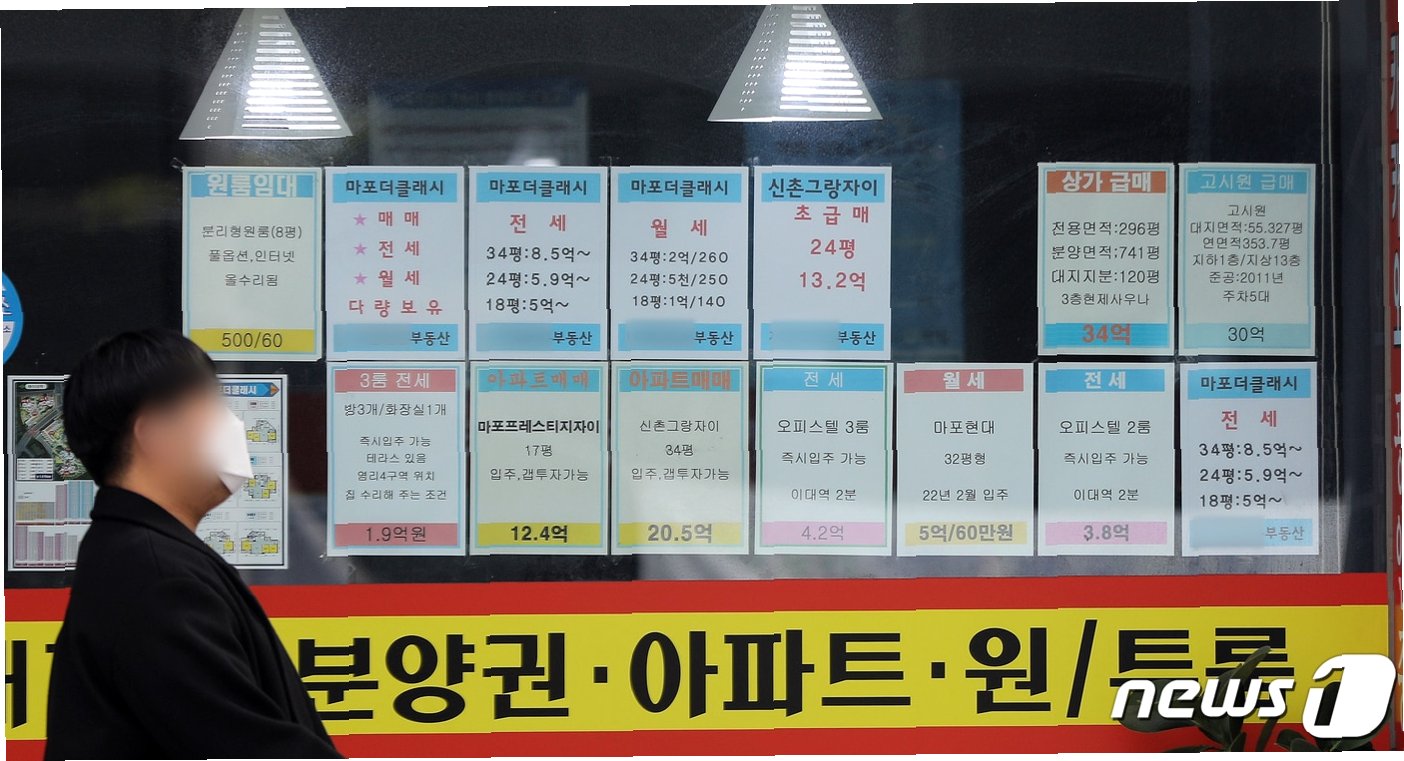 원룸임대
분리형원룸(8평)
풀옵션,인터넷
올수리됨
500/60
마포더클래시
★ 매 매
★ 전 세
★ 월 세
다 량 보 유
부동산
마포더클래시
전 세
34평:8.5억~
24평:5.9억~
18평:5억~
부동산
마포더클래시
월 세
34평:2억/260
24평:5천/250
18평:1억/140
부동산
신촌그랑자이
초 급 매
24평
13.2억
부동산
상가 급매
전용면적:296평
분양면적:741평
대지지분:120평
3층현제사우나
34억
고시원 급매
고시원
대지면적:55.327평
연면적353.7평
지하1층/지상13층
준공:2011년
주차5대
30억
더클래시
3룸 전세
방3개/화장실1개
즉시입주 가능
테라스 있음
염리4구역 위치
집 수리해 주는 조건
1.9억원
아파트매매
마포프레스티지자이
17평
입주,갭투자가능
12.4억
아파트매매
신촌그랑자이
34평
입주,갭투자가능
20.5억
전 세
오피스텔 3룸
즉시입주 가능
이대역 2분
4.2억
월 세
마포현대
32평형
22년 2월 입주
5억/60만원
전 세
오피스텔 2룸
즉시입주 가능
이대역 2분
3.8억
마포더클래시
전 세
34평:8.5억~
24평:5.9억~
18평:5억~
부동산
분양권·아파트·원/투룸
news1